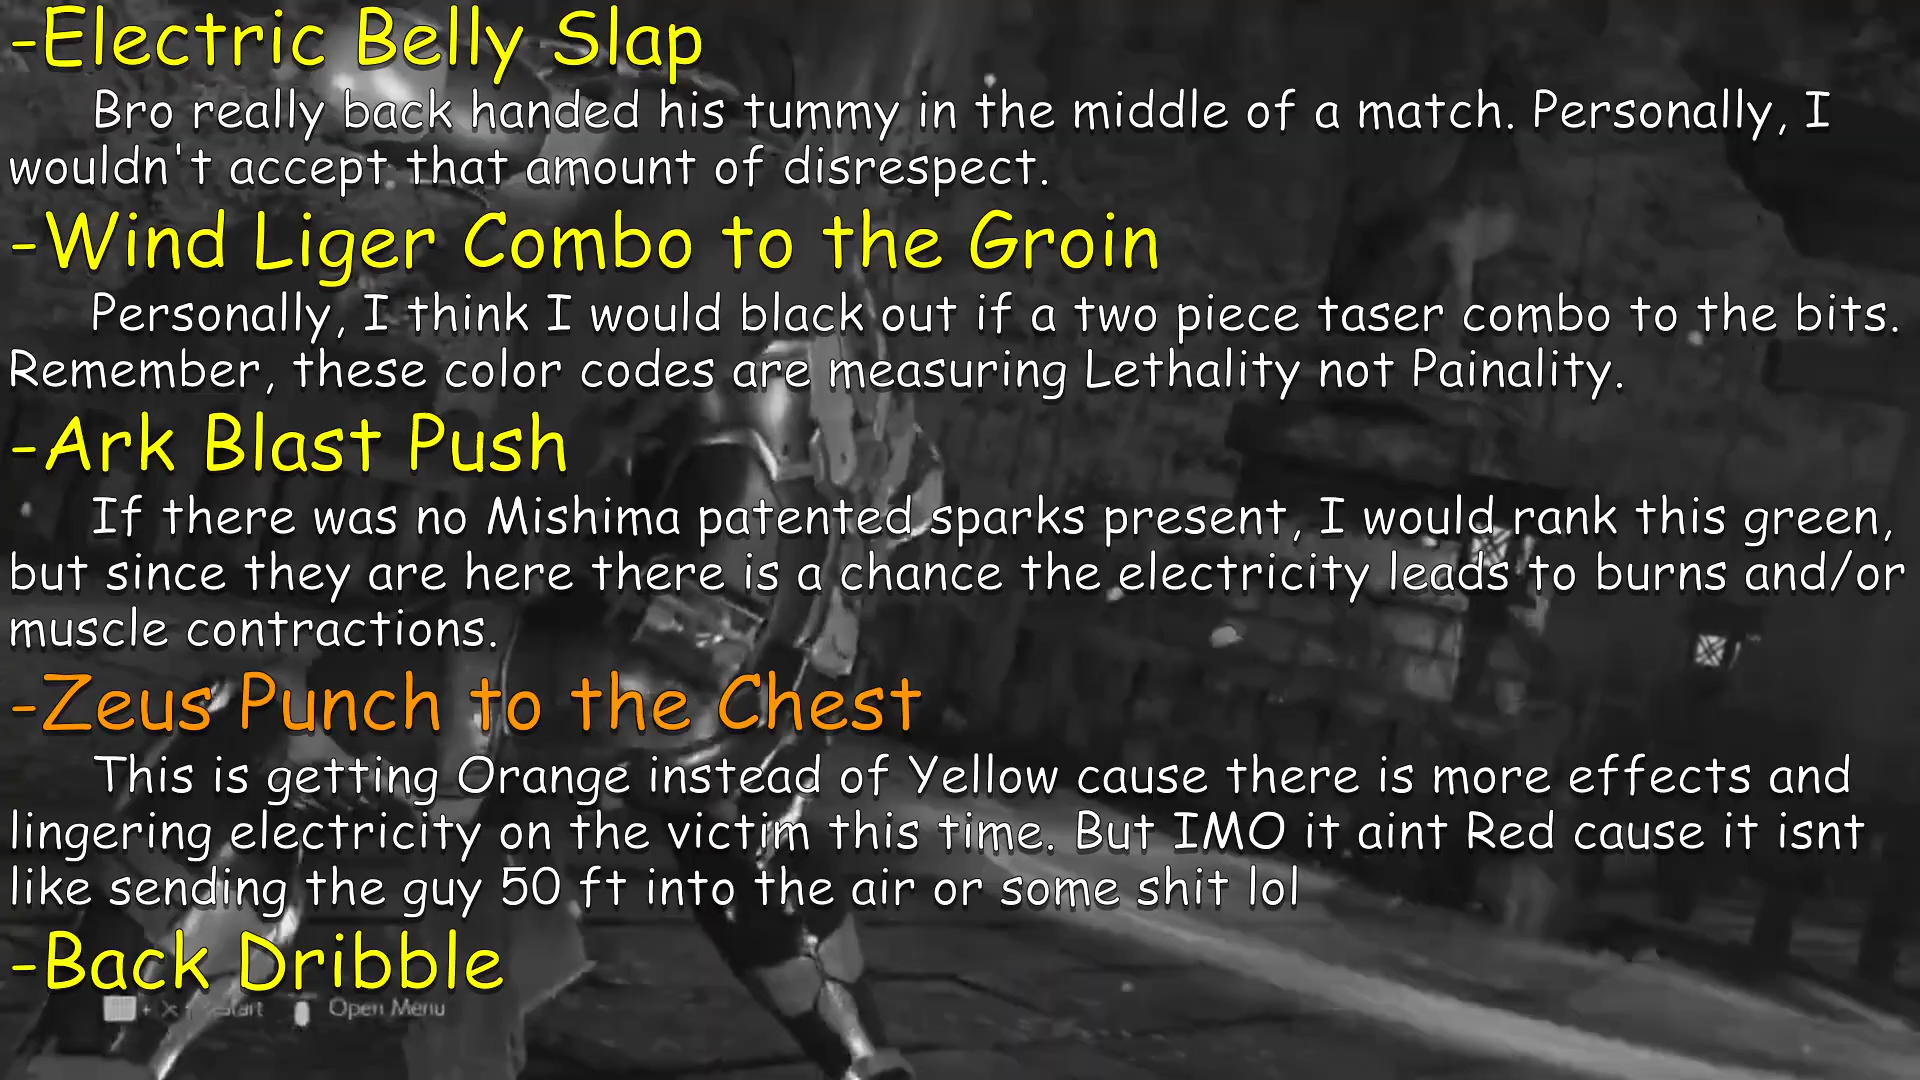 -Electric Belly Slap
Bro really back handed his tummy in the middle of a match. Personally, I
wouldn't accept that amount of disrespect.
-Wind Liger Combo to the Groin
Personally, I think I would black out if a two piece taser combo to the bits.
Remember, these color codes are measuring Lethality not Painality.
-Ark Blast Push
If there was no Mishima patented sparks present, I would rank this green,
but since they are here there is a chance the electricity leads to burns and/or
muscle contractions.
-Zeus Punch to the Chest
This is getting Orange instead of Yellow cause there is more effects and
lingering electricity on the victim this time. But IMO it aint Red cause it isnt
like sending the guy 50 ft into the air or some shit lol
-Back Dribble
Start Open Menu